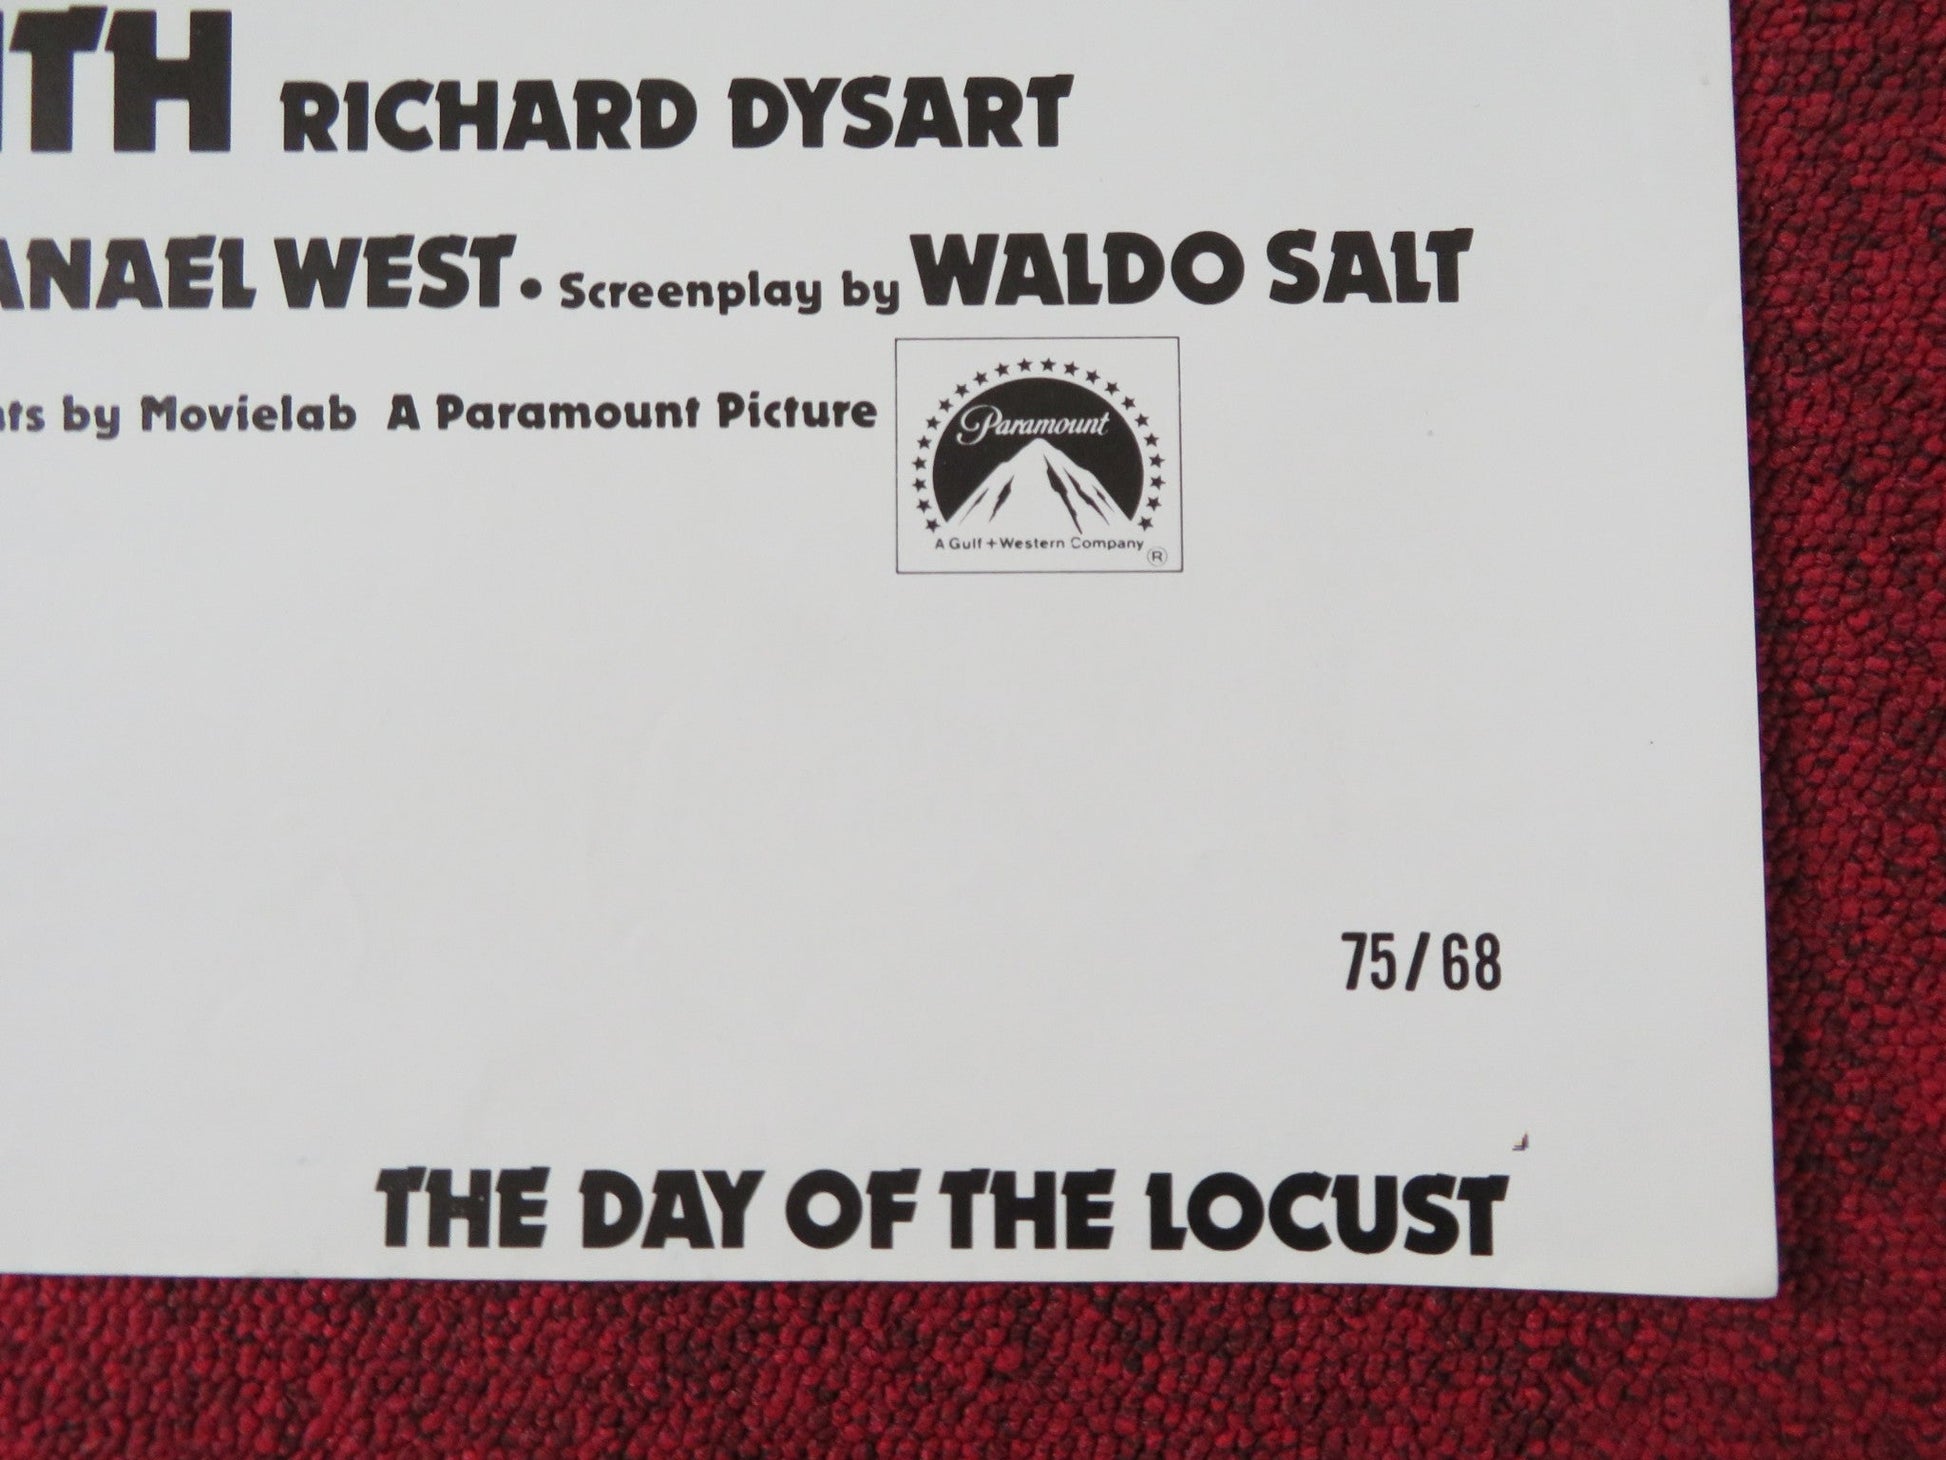 ITH RICHARD DYSART
ANAEL WEST • Screenplay by WALDO SALT
nts by Movielab A Paramount Picture
Paramount
A Gulf + Western Company
®
75/68
THE DAY OF THE LOCUST